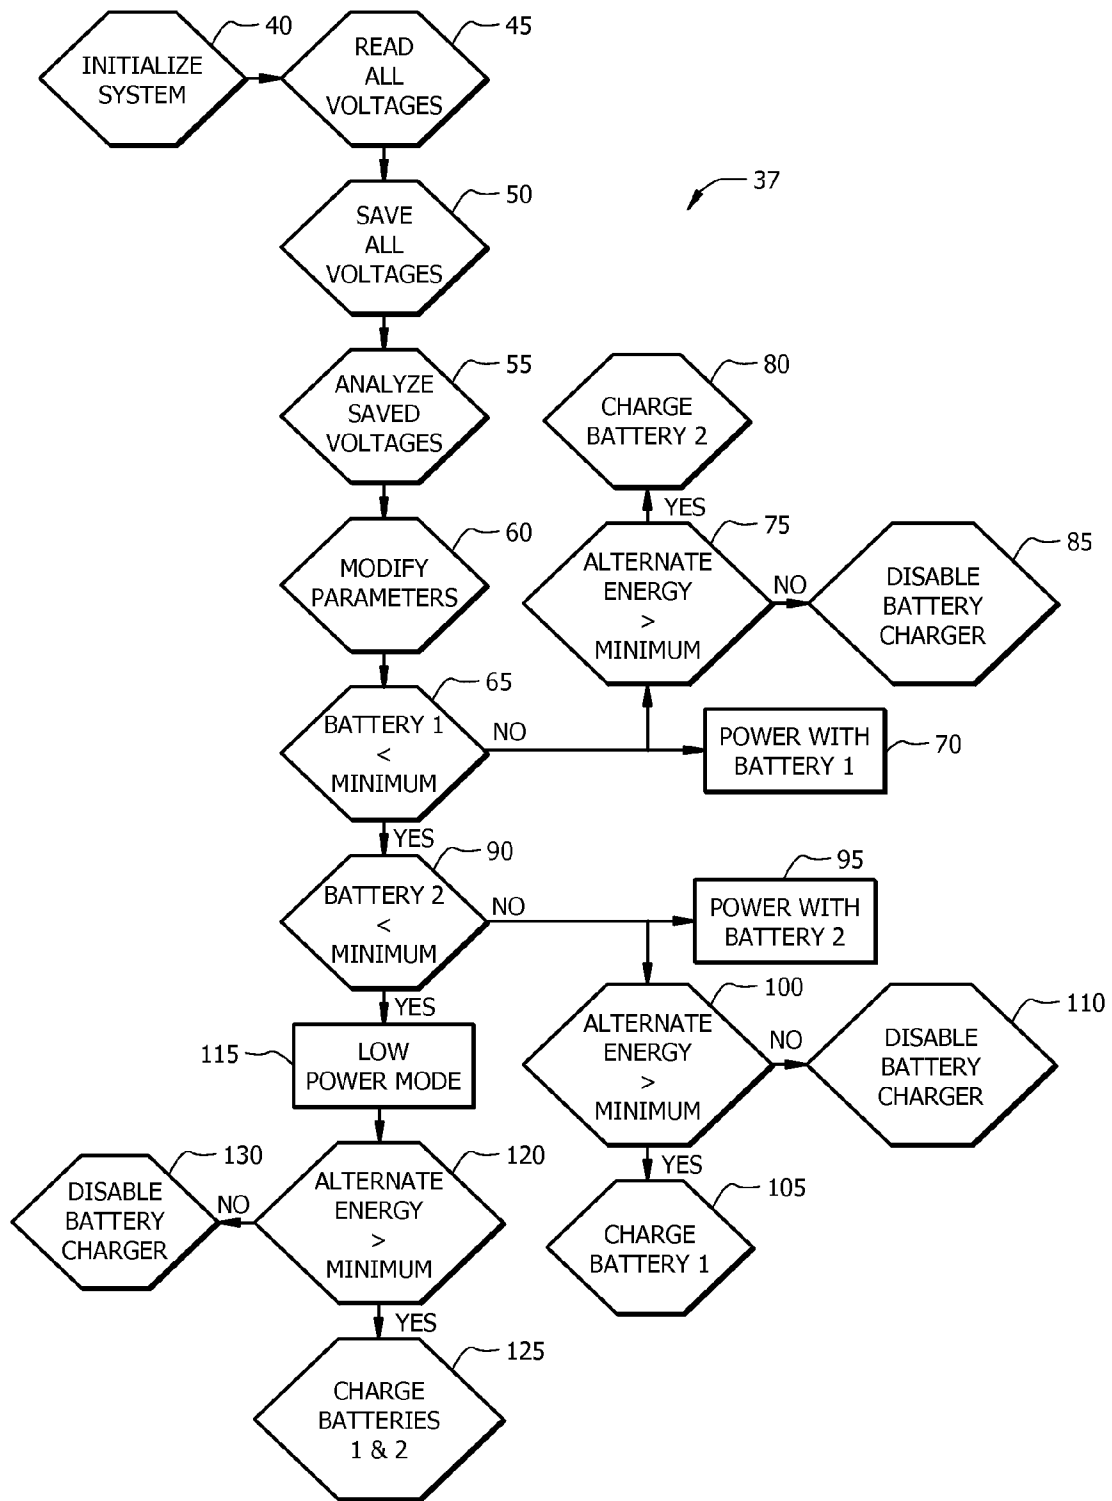 40
INITIALIZE
SYSTEM
45
READ
ALL
VOLTAGES
37
50
SAVE
ALL
VOLTAGES
55
ANALYZE
SAVED
VOLTAGES
80
CHARGE
BATTERY 2
YES
60
MODIFY
PARAMETERS
75
ALTERNATE
ENERGY
>
MINIMUM
NO
85
DISABLE
BATTERY
CHARGER
65
BATTERY 1
<
MINIMUM
NO
POWER WITH
BATTERY 1
70
YES
90
BATTERY 2
<
MINIMUM
NO
95
POWER WITH
BATTERY 2
YES
100
ALTERNATE
ENERGY
>
MINIMUM
NO
110
DISABLE
BATTERY
CHARGER
115
LOW
POWER MODE
YES
105
CHARGE
BATTERY 1
120
ALTERNATE
ENERGY
>
MINIMUM
NO
130
DISABLE
BATTERY
CHARGER
YES
125
CHARGE
BATTERIES
1 & 2